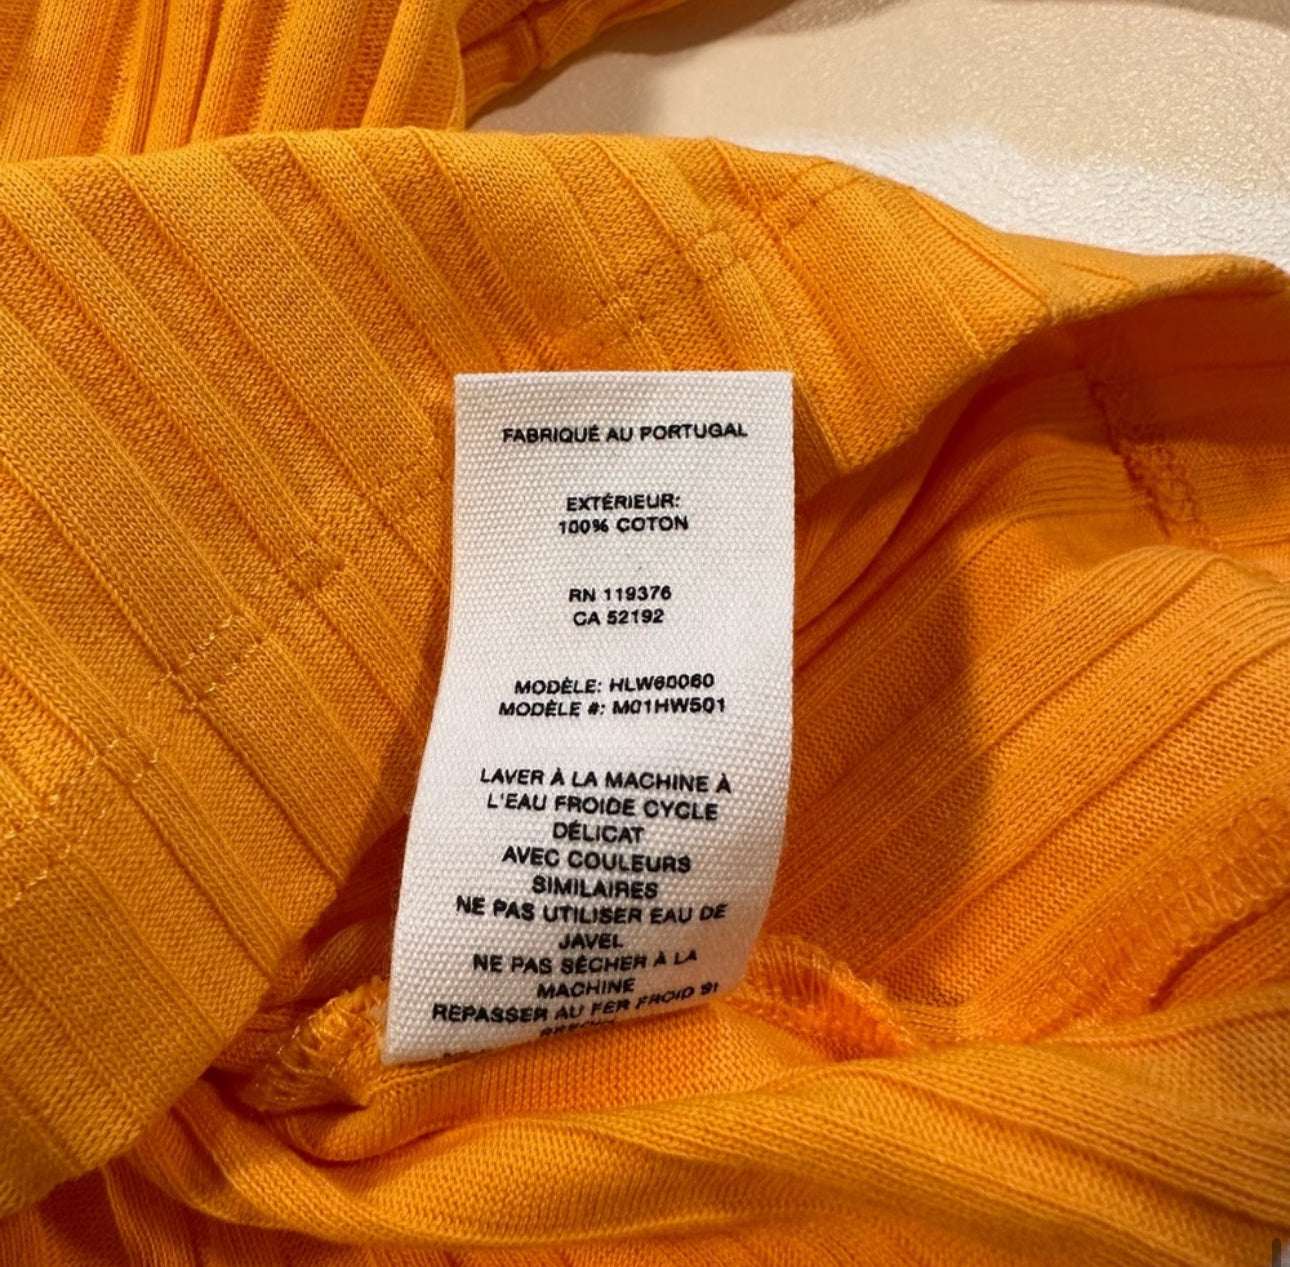 FABRIQUÉ AU PORTUGAL
EXTÉRIEUR:
100% COTON
RN 119376
CA 52192
MODÈLE: HLW60060
MODÈLE #: M01HW501
LAVER À LA MACHINE À
L'EAU FROIDE CYCLE
DÉLICAT
AVEC COULEURS
SIMILAIRES
NE PAS UTILISER EAU DE
JAVEL
NE PAS SÉCHER À LA
MACHINE
REPASSER AU FER FROID SI